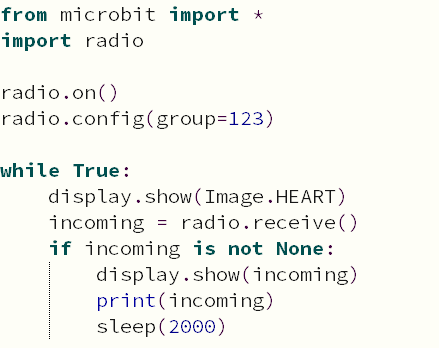 from microbit import *
import radio

radio.on()
radio.config(group=123)

while True:
    display.show(Image.HEART)
    incoming = radio.receive()
    if incoming is not None:
        display.show(incoming)
        print(incoming)
        sleep(2000)